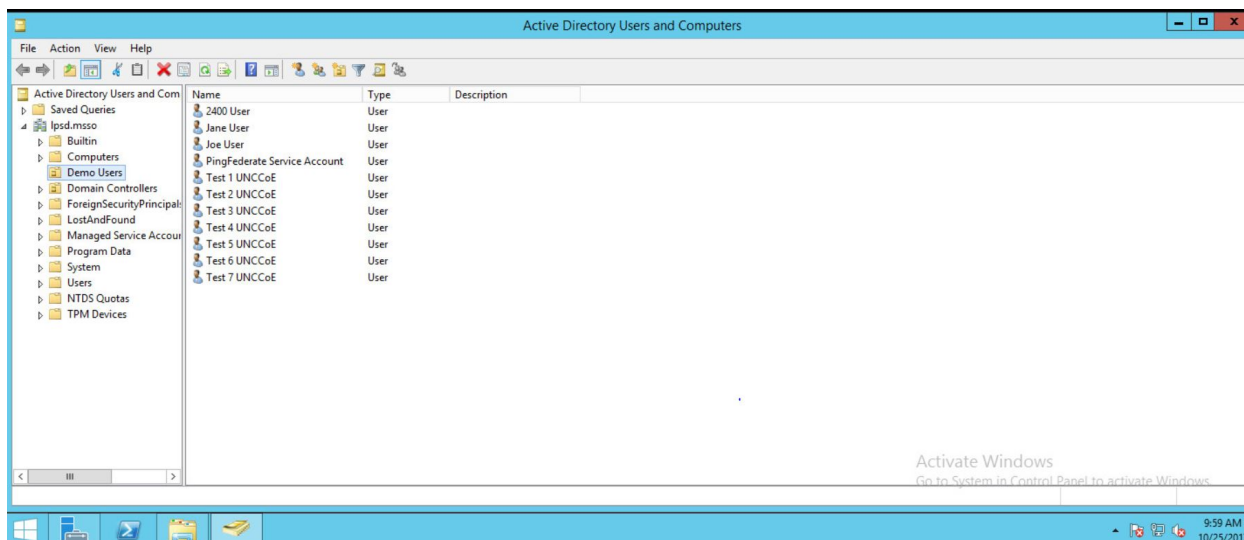 Active Directory Users and Computers
File Action View Help
Active Directory Users and Com
Saved Queries
lpsd.msso
Builtin
Computers
Demo Users
Domain Controllers
ForeignSecurityPrincipals
LostAndFound
Managed Service Accour
Program Data
System
Users
NTDS Quotas
TPM Devices
Name Type Description
2400 User User
Jane User User
Joe User User
PingFederate Service Account User
Test 1 UNCCoE User
Test 2 UNCCoE User
Test 3 UNCCoE User
Test 4 UNCCoE User
Test 5 UNCCoE User
Test 6 UNCCoE User
Test 7 UNCCoE User
Activate Windows
Go to System in Control Panel to activate Windows.
9:59 AM
10/25/201